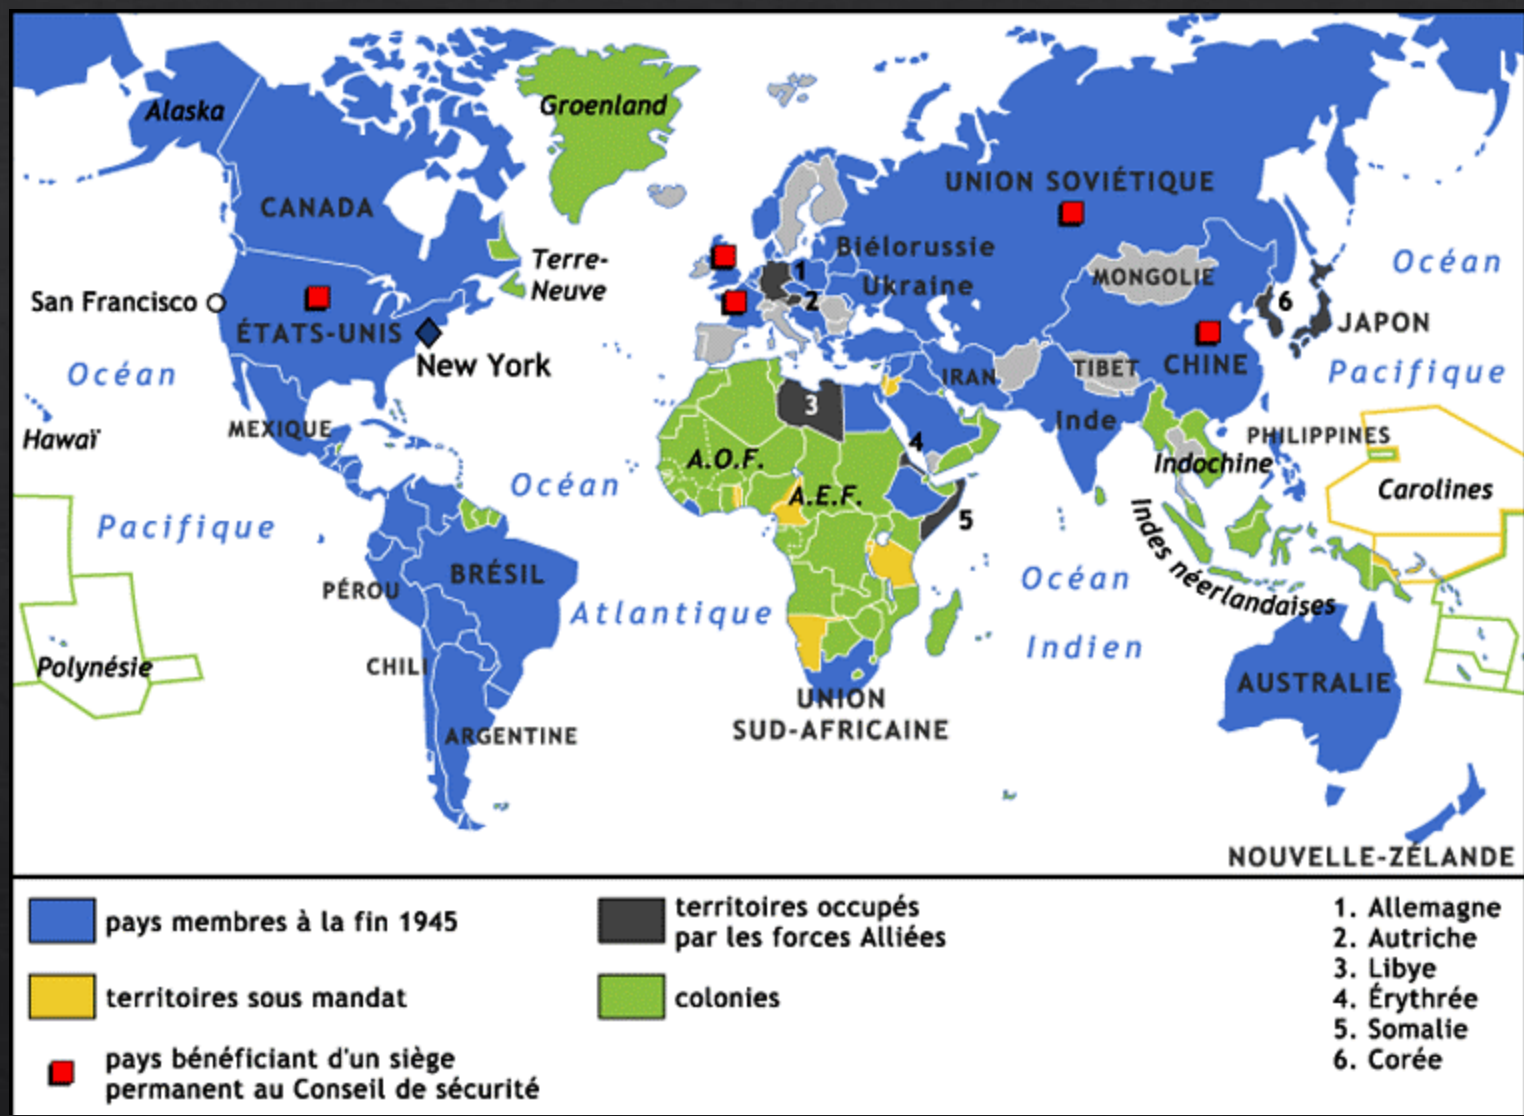 Alaska
Groenland
CANADA
UNION SOVIÉTIQUE
Terre-
Neuve
Biélorussie
Ukraine
MONGOLIE
Océan
San Francisco
ÉTATS-UNIS
New York
1
2
6
JAPON
Océan
Pacifique
IRAN
TIBET
CHINE
Hawaï
MEXIQUE
3
Inde
PHILIPPINES
4
A.O.F.
Indochine
Océan
A.E.F.
Carolines
5
Pacifique
Indes néerlandaises
PÉROU
BRÉSIL
Océan
Atlantique
Indien
Polynésie
CHILI
AUSTRALIE
UNION
SUD-AFRICAINE
ARGENTINE
NOUVELLE-ZÉLANDE
pays membres à la fin 1945
territoires sous mandat
pays bénéficiant d'un siège
permanent au Conseil de sécurité
territoires occupés
par les forces Alliées
colonies
1. Allemagne
2. Autriche
3. Libye
4. Érythrée
5. Somalie
6. Corée